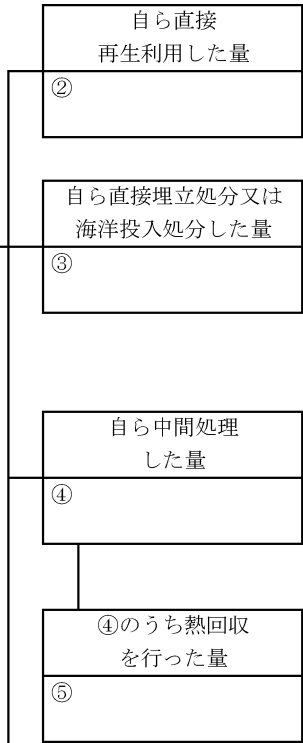 自ら直接
再生利用した量
②
自ら直接埋立処分又は
海洋投入処分した量
③
自ら中間処理
した量
④
④のうち熱回収
を行った量
⑤